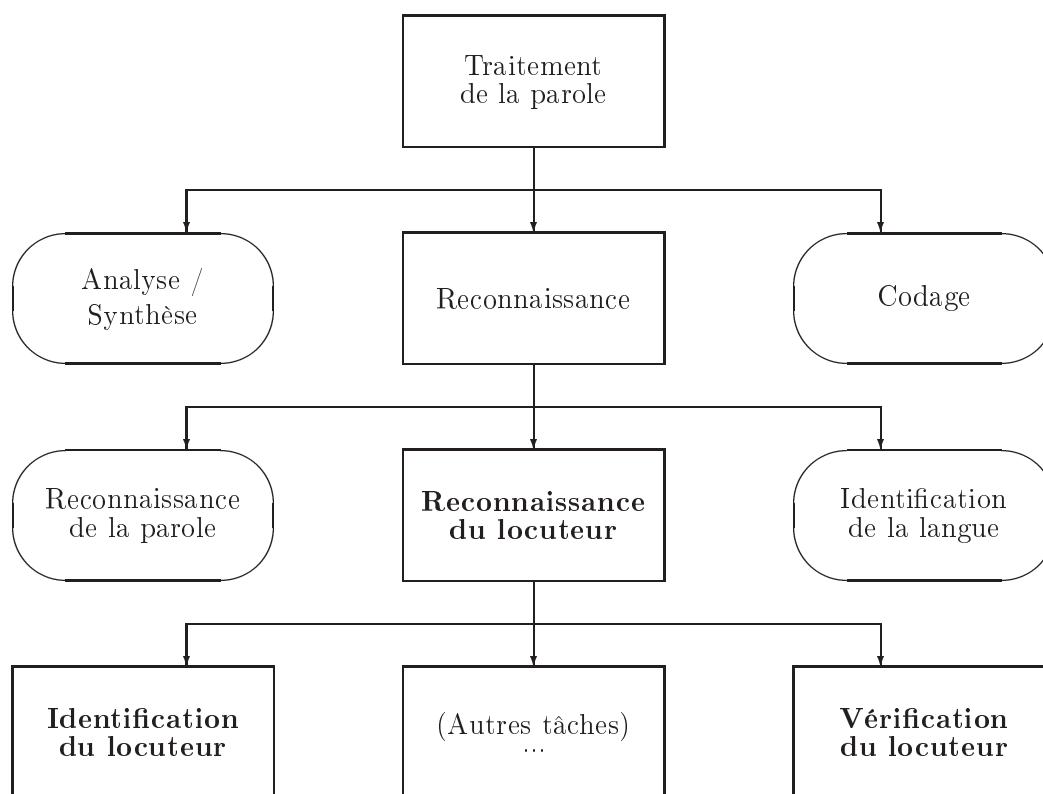 Traitement
de la parole
Analyse /
Synthèse
Reconnaissance
Codage
Reconnaissance
de la parole
Reconnaissance
du locuteur
Identification
de la langue
Identification
du locuteur
(Autres tâches)
...
Vérification
du locuteur